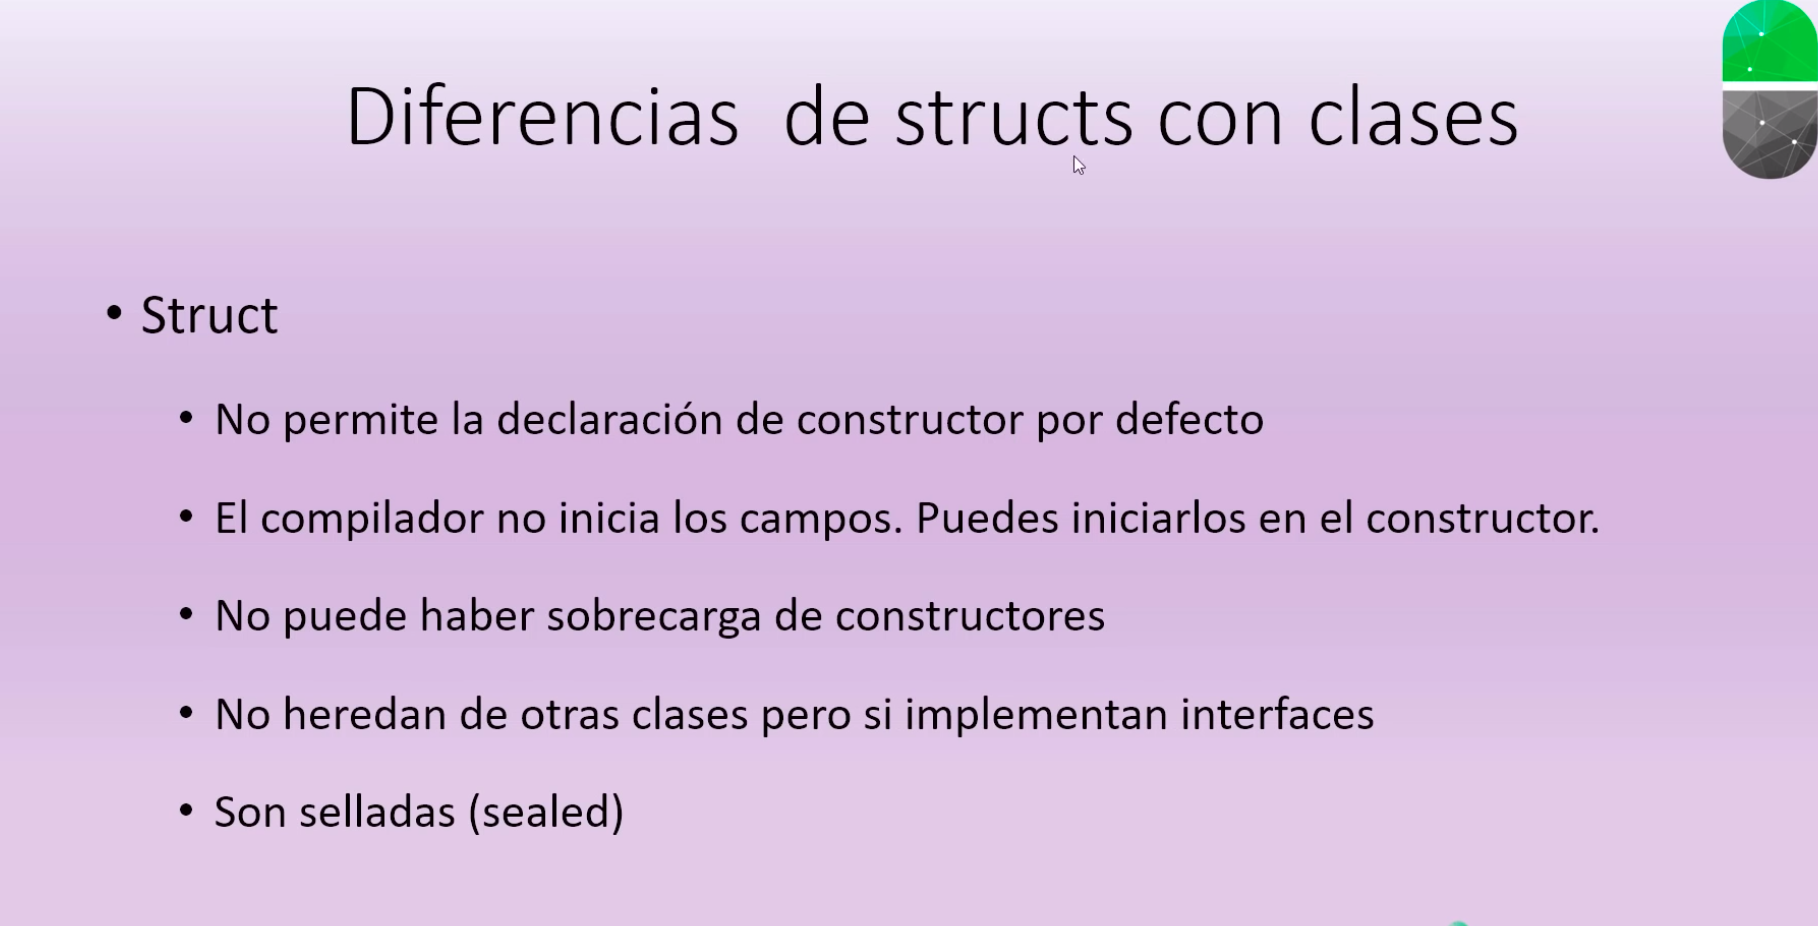 Diferencias de structs con clases
• Struct
• No permite la declaración de constructor por defecto
• El compilador no inicia los campos. Puedes iniciarlos en el constructor.
• No puede haber sobrecarga de constructores
• No heredan de otras clases pero si implementan interfaces
• Son selladas (sealed)